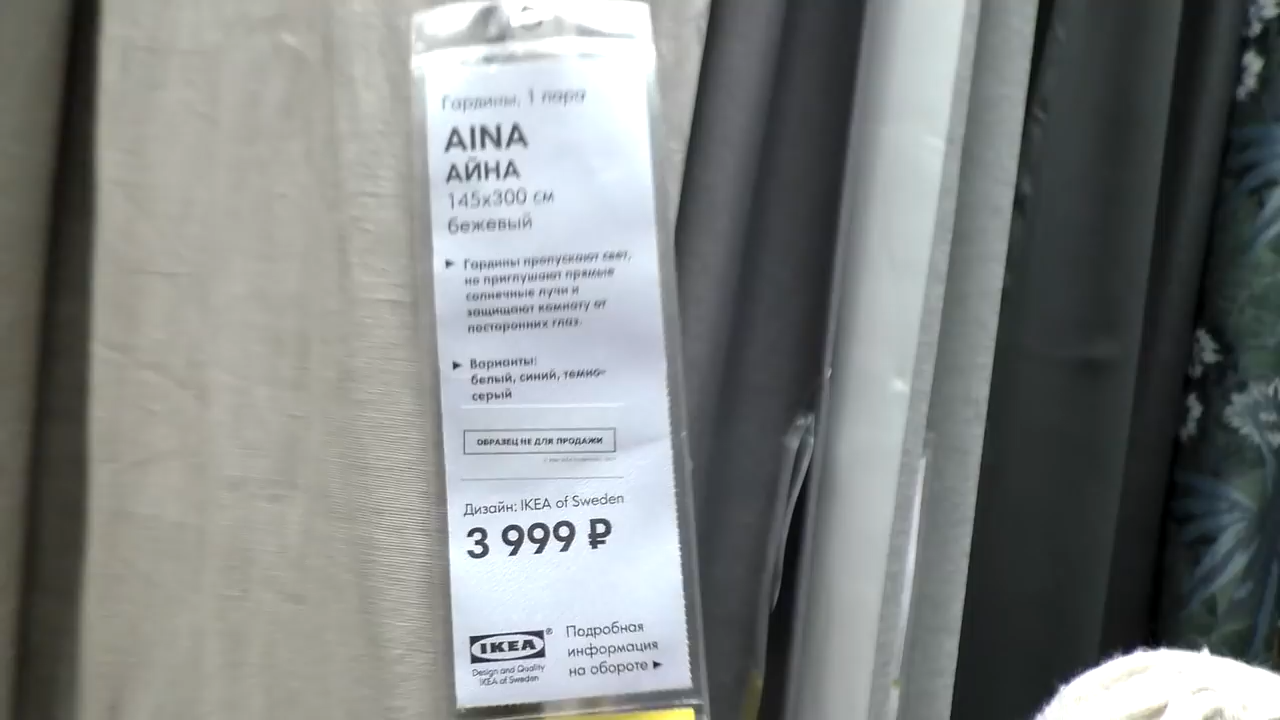 Гардины, 1 пара
AINA
АЙНА
145x300 см
бежевый
► Гардины пропускают свет,
но приглушают прямые
солнечные лучи и
защищают комнату от
посторонних глаз.
► Варианты:
белый, синий, темно-
серый
ОБРАЗЕЦ НЕ ДЛЯ ПРОДАЖИ
Дизайн: IKEA of Sweden
3 999 ₽
IKEA®
Design and Quality
IKEA of Sweden
Подробная
информация
на обороте ►